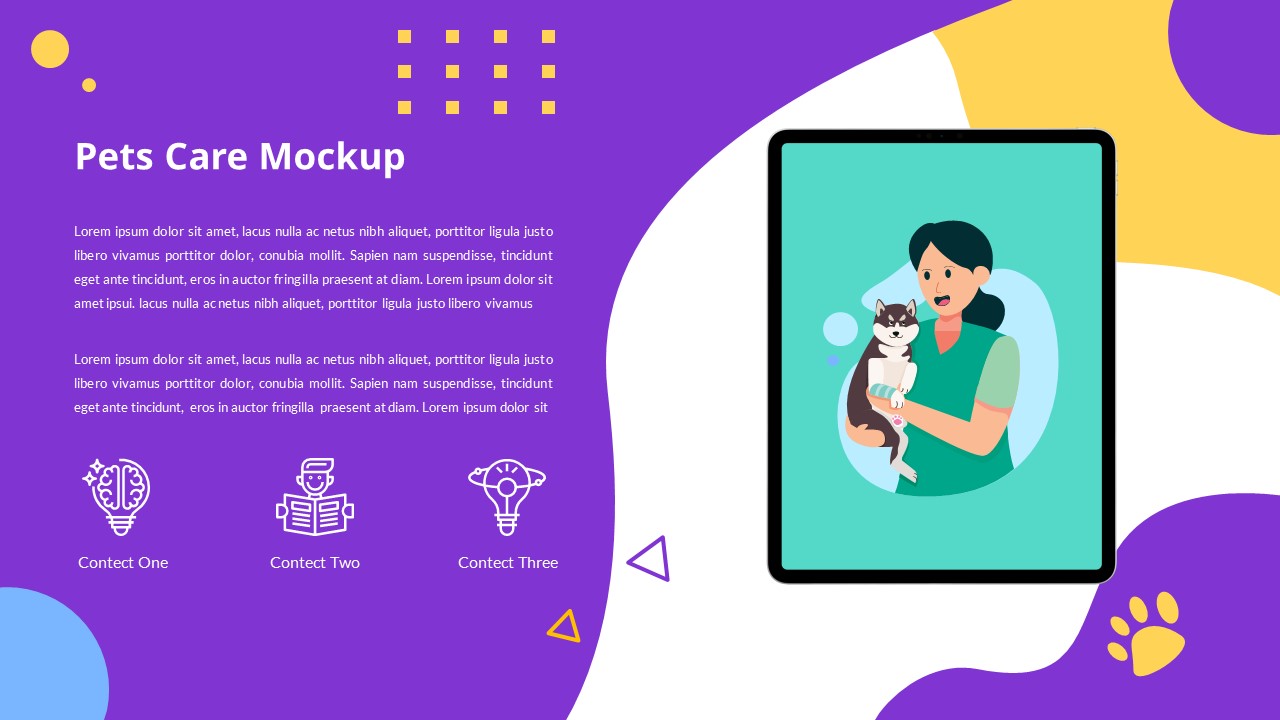 Pets Care Mockup
Lorem ipsum dolor sit amet, lacus nulla ac netus nibh aliquet, porttitor ligula justo
libero vivamus porttitor dolor, conubia mollit. Sapien nam suspendisse, tincidunt
eget ante tincidunt, eros in auctor fringilla praesent at diam. Lorem ipsum dolor sit
amet ipsui. lacus nulla ac netus nibh aliquet, porttitor ligula justo libero vivamus
Lorem ipsum dolor sit amet, lacus nulla ac netus nibh aliquet, porttitor ligula justo
libero vivamus porttitor dolor, conubia mollit. Sapien nam suspendisse, tincidunt
eget ante tincidunt, eros in auctor fringilla praesent at diam. Lorem ipsum dolor sit
Contect One
Contect Two
Contect Three